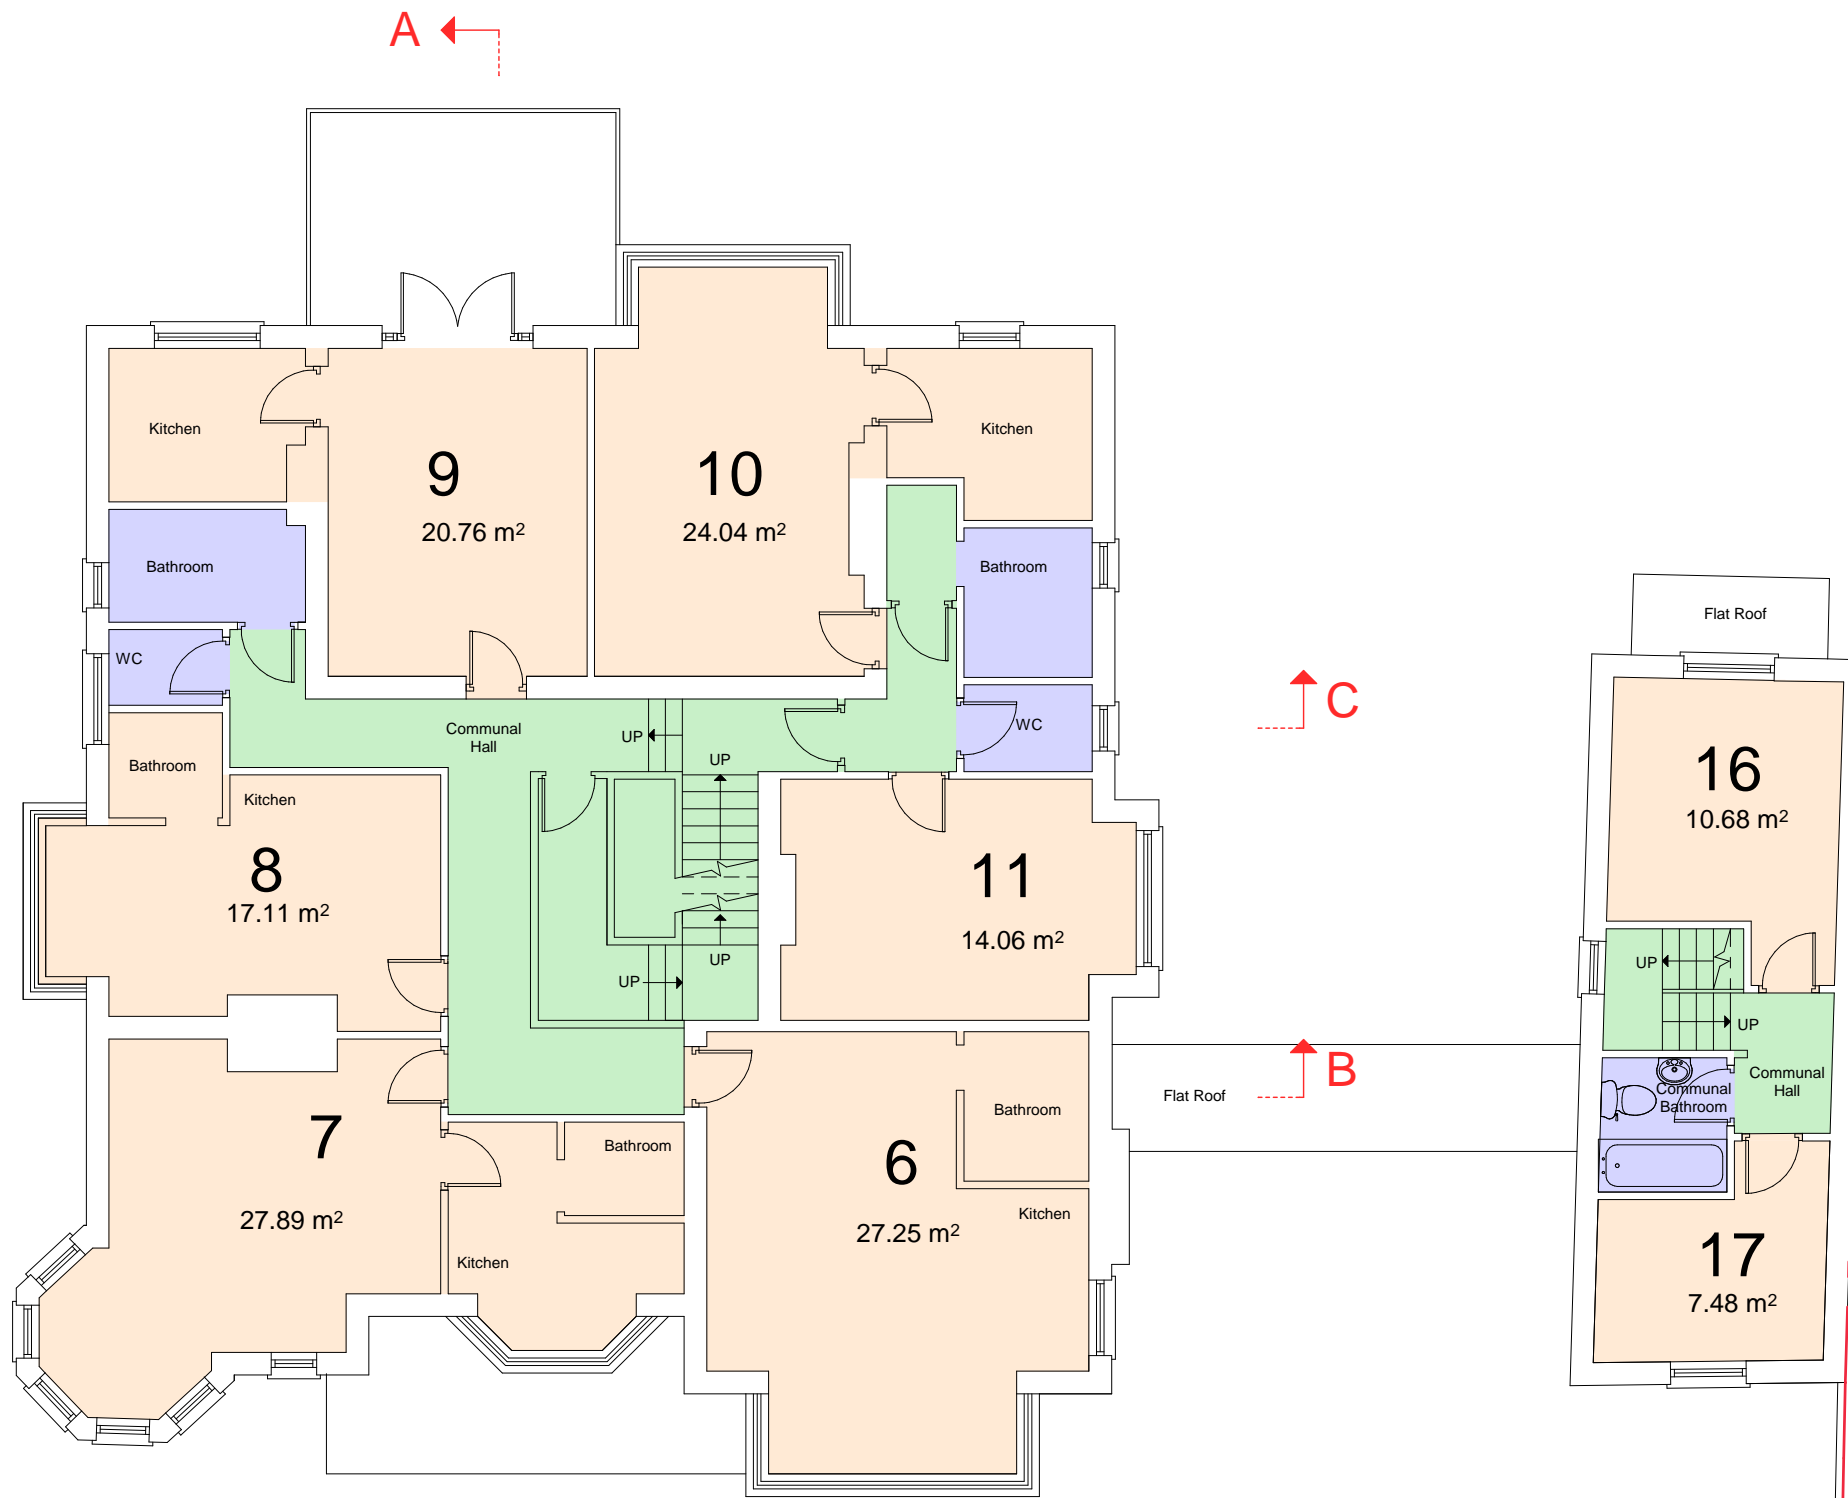 A
Kitchen
9
20.76 m²
10
24.04 m²
Kitchen
Bathroom
Bathroom
WC
Communal
Hall
UP
UP
WC
C
Flat Roof
Bathroom
Kitchen
8
17.11 m²
11
14.06 m²
UP
UP
16
10.68 m²
UP
UP
B
Flat Roof
Communal
Hall
Communal
Bathroom
7
27.89 m²
Bathroom
Kitchen
6
27.25 m²
Bathroom
Kitchen
17
7.48 m²